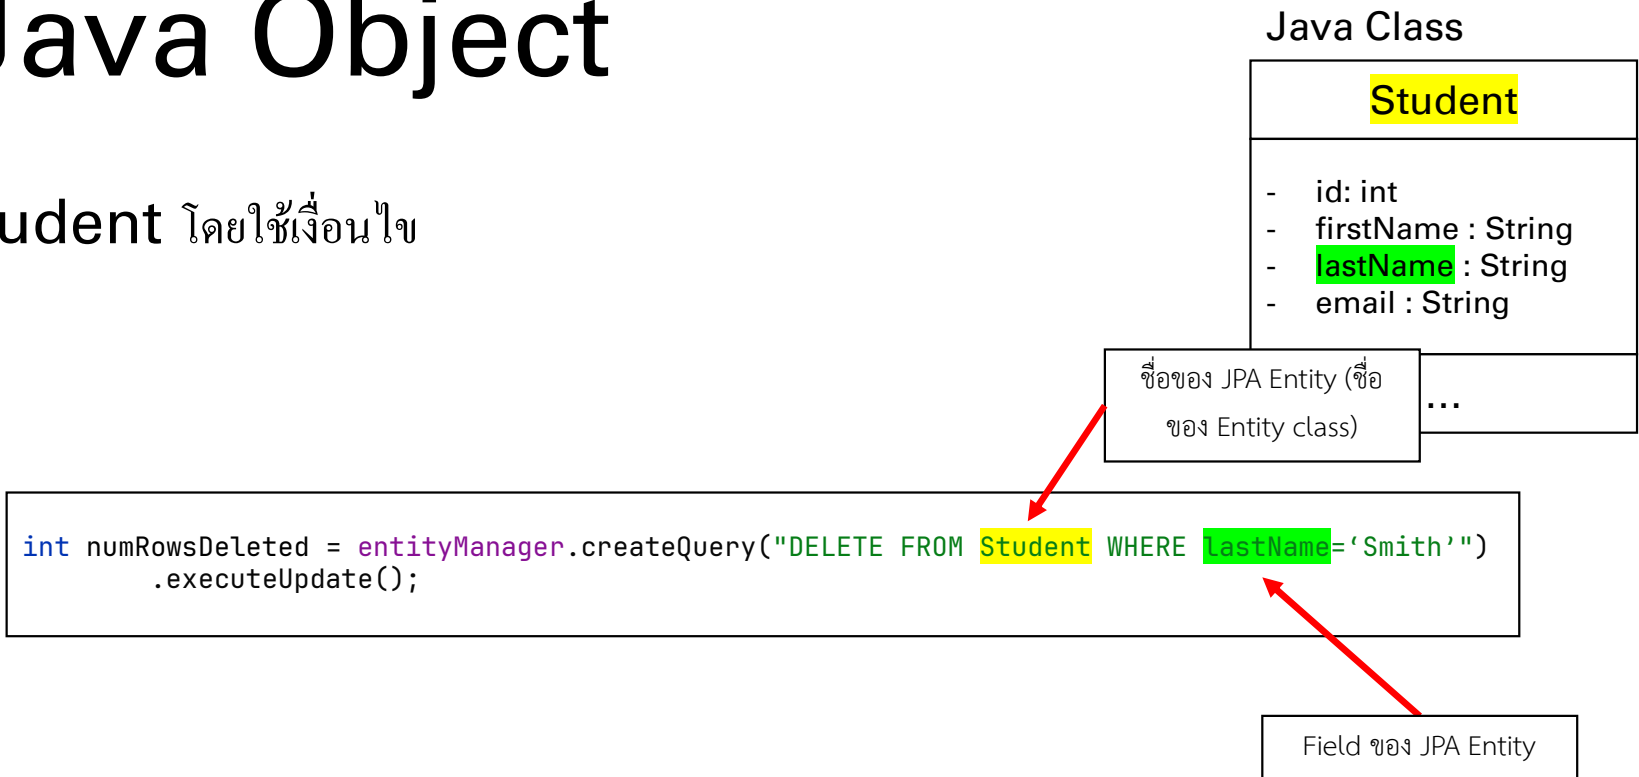 Java Object
Java Class
Student
udent โดยใช้เงื่อนไข
- id: int
- firstName : String
- lastName : String
- email : String
ชื่อของ JPA Entity (ชื่อ
ของ Entity class)
...
int numRowsDeleted = entityManager.createQuery("DELETE FROM Student WHERE lastName=‘Smith’")
.executeUpdate();
Field ของ JPA Entity